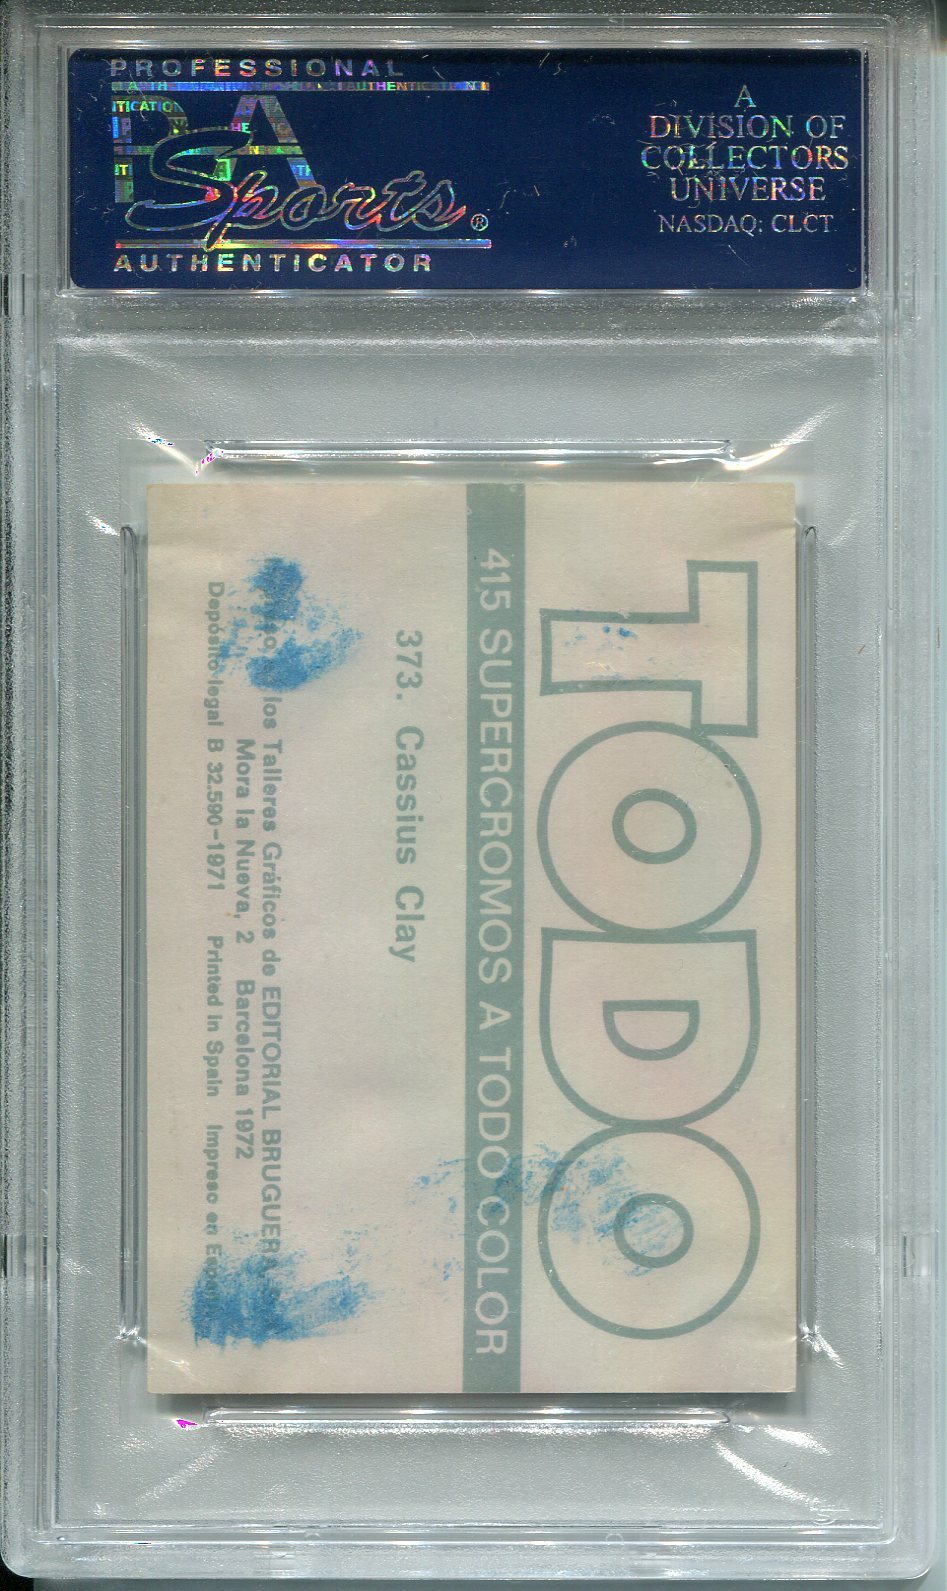 PROFESSIONAL
PSA
Sports®
AUTHENTICATOR
A
DIVISION OF
COLLECTORS
UNIVERSE
NASDAQ: CLCT
TODO
415 SUPERCROMOS A TODO COLOR
373. Cassius Clay
los Talleres Gráficos de EDITORIAL BRUGUERA
Mora la Nueva, 2 Barcelona 1972
Depósito legal B 32.590-1971 Printed in Spain Impreso en